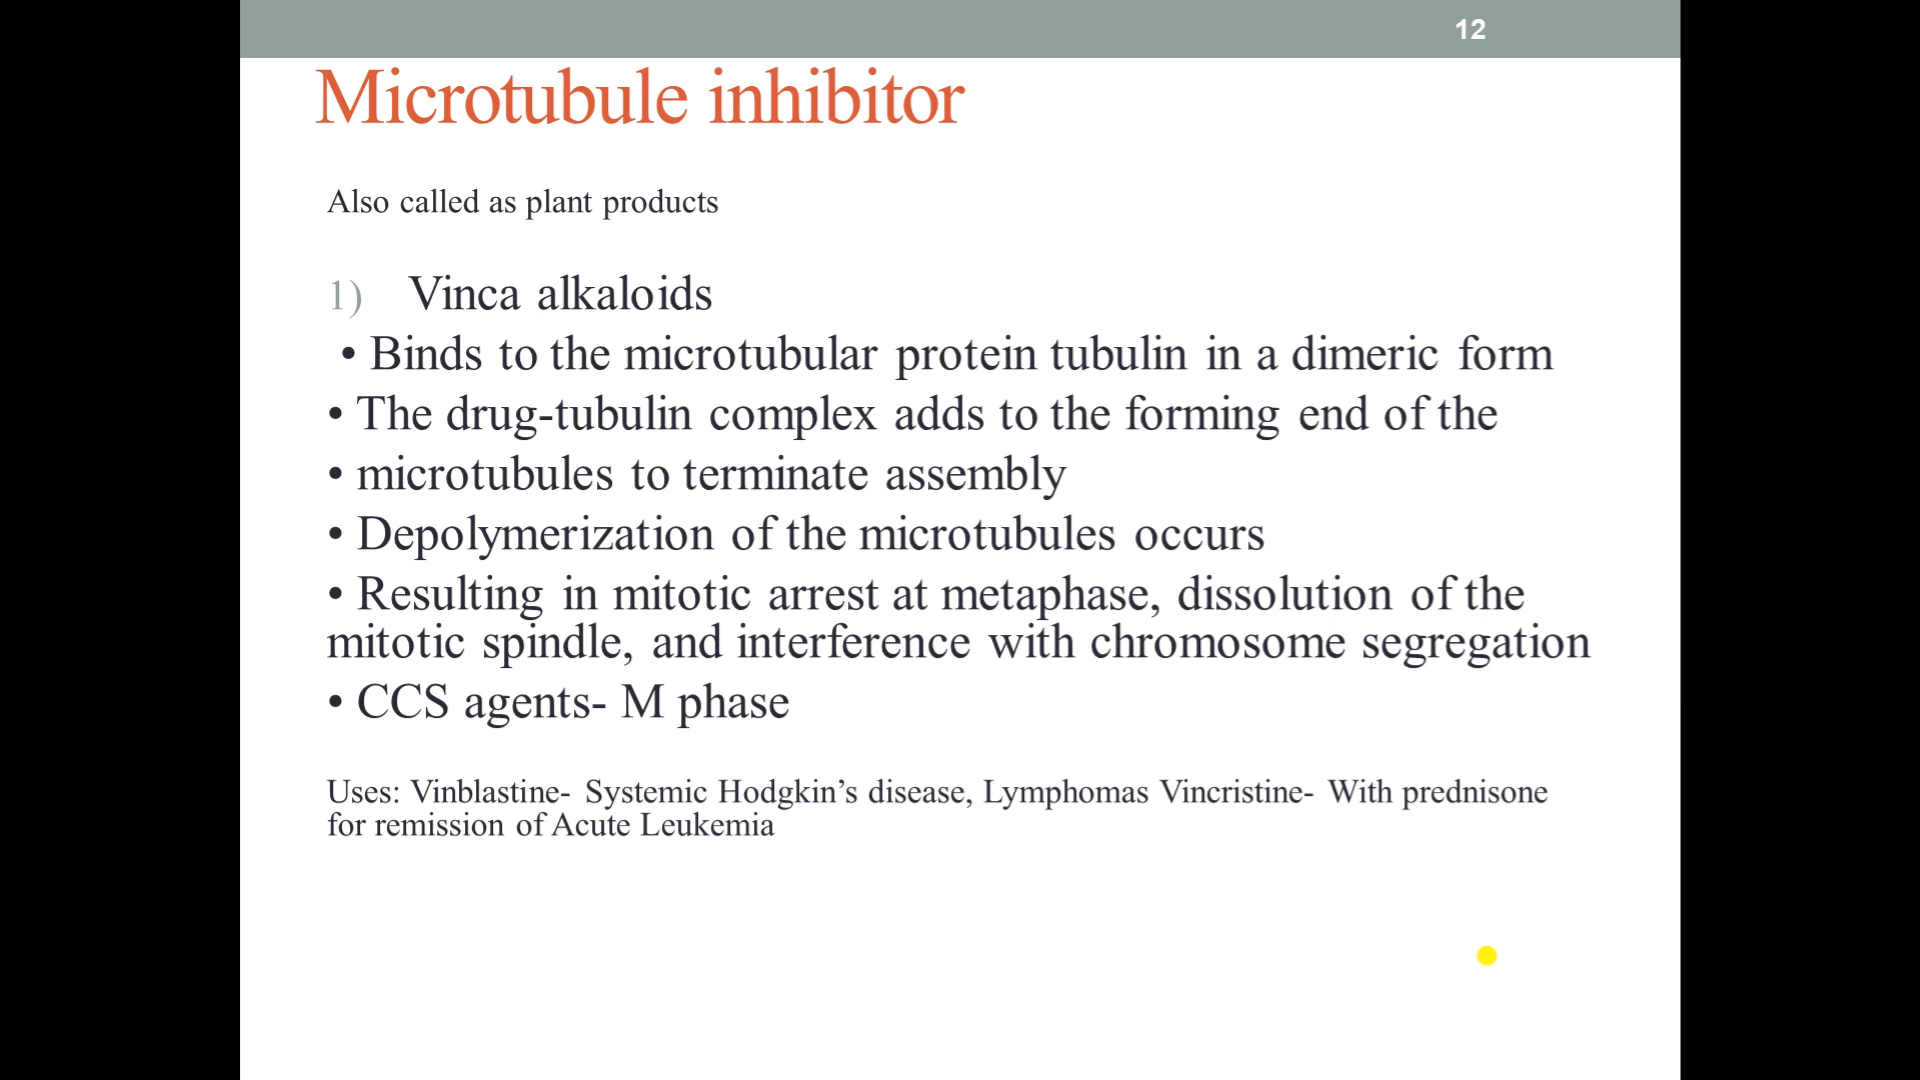 12
Microtubule inhibitor
Also called as plant products
1) Vinca alkaloids
• Binds to the microtubular protein tubulin in a dimeric form
• The drug-tubulin complex adds to the forming end of the
• microtubules to terminate assembly
• Depolymerization of the microtubules occurs
• Resulting in mitotic arrest at metaphase, dissolution of the
mitotic spindle, and interference with chromosome segregation
• CCS agents- M phase
Uses: Vinblastine- Systemic Hodgkin’s disease, Lymphomas Vincristine- With prednisone
for remission of Acute Leukemia